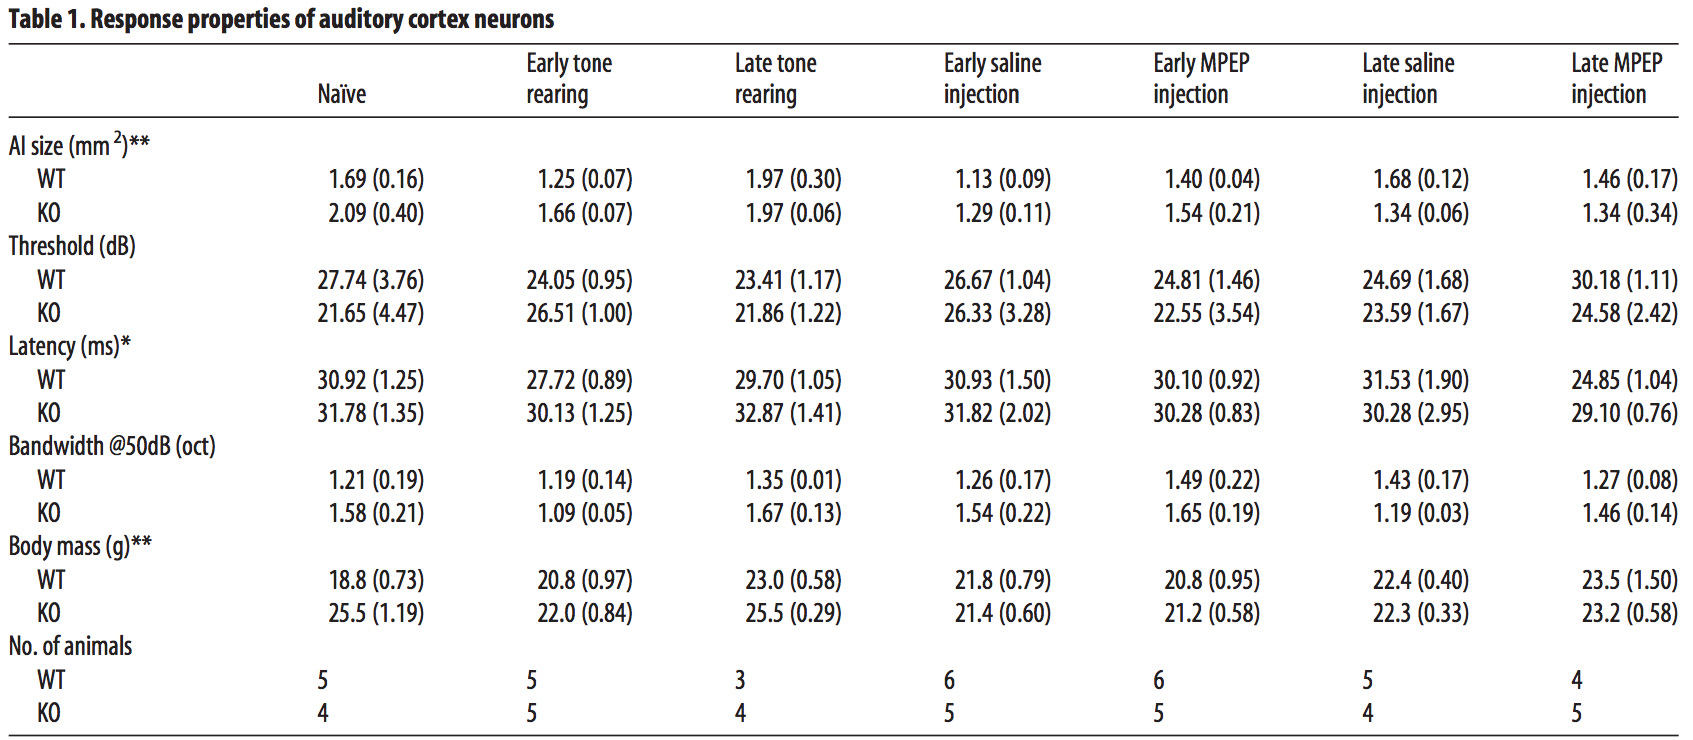 Table 1. Response properties of auditory cortex neurons
Naïve Early tone rearing Late tone rearing Early saline injection Early MPEP injection Late saline injection Late MPEP injection
AI size (mm²)**
WT 1.69 (0.16) 1.25 (0.07) 1.97 (0.30) 1.13 (0.09) 1.40 (0.04) 1.68 (0.12) 1.46 (0.17)
KO 2.09 (0.40) 1.66 (0.07) 1.97 (0.06) 1.29 (0.11) 1.54 (0.21) 1.34 (0.06) 1.34 (0.34)
Threshold (dB)
WT 27.74 (3.76) 24.05 (0.95) 23.41 (1.17) 26.67 (1.04) 24.81 (1.46) 24.69 (1.68) 30.18 (1.11)
KO 21.65 (4.47) 26.51 (1.00) 21.86 (1.22) 26.33 (3.28) 22.55 (3.54) 23.59 (1.67) 24.58 (2.42)
Latency (ms)*
WT 30.92 (1.25) 27.72 (0.89) 29.70 (1.05) 30.93 (1.50) 30.10 (0.92) 31.53 (1.90) 24.85 (1.04)
KO 31.78 (1.35) 30.13 (1.25) 32.87 (1.41) 31.82 (2.02) 30.28 (0.83) 30.28 (2.95) 29.10 (0.76)
Bandwidth @50dB (oct)
WT 1.21 (0.19) 1.19 (0.14) 1.35 (0.01) 1.26 (0.17) 1.49 (0.22) 1.43 (0.17) 1.27 (0.08)
KO 1.58 (0.21) 1.09 (0.05) 1.67 (0.13) 1.54 (0.22) 1.65 (0.19) 1.19 (0.03) 1.46 (0.14)
Body mass (g)**
WT 18.8 (0.73) 20.8 (0.97) 23.0 (0.58) 21.8 (0.79) 20.8 (0.95) 22.4 (0.40) 23.5 (1.50)
KO 25.5 (1.19) 22.0 (0.84) 25.5 (0.29) 21.4 (0.60) 21.2 (0.58) 22.3 (0.33) 23.2 (0.58)
No. of animals
WT 5 5 3 6 6 5 4
KO 4 5 4 5 5 4 5